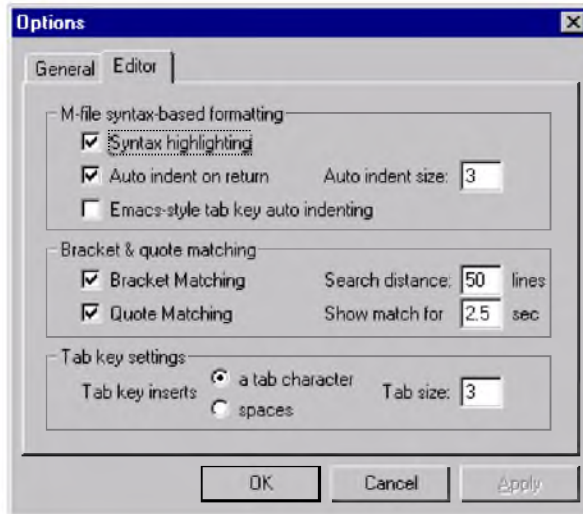 Options
General Editor
M-file syntax-based formatting
Syntax highlighting
Auto indent on return Auto indent size: 3
Emacs-style tab key auto indenting
Bracket & quote matching
Bracket Matching Search distance: 50 lines
Quote Matching Show match for 2.5 sec
Tab key settings
Tab key inserts a tab character Tab size: 3
spaces
OK Cancel Apply